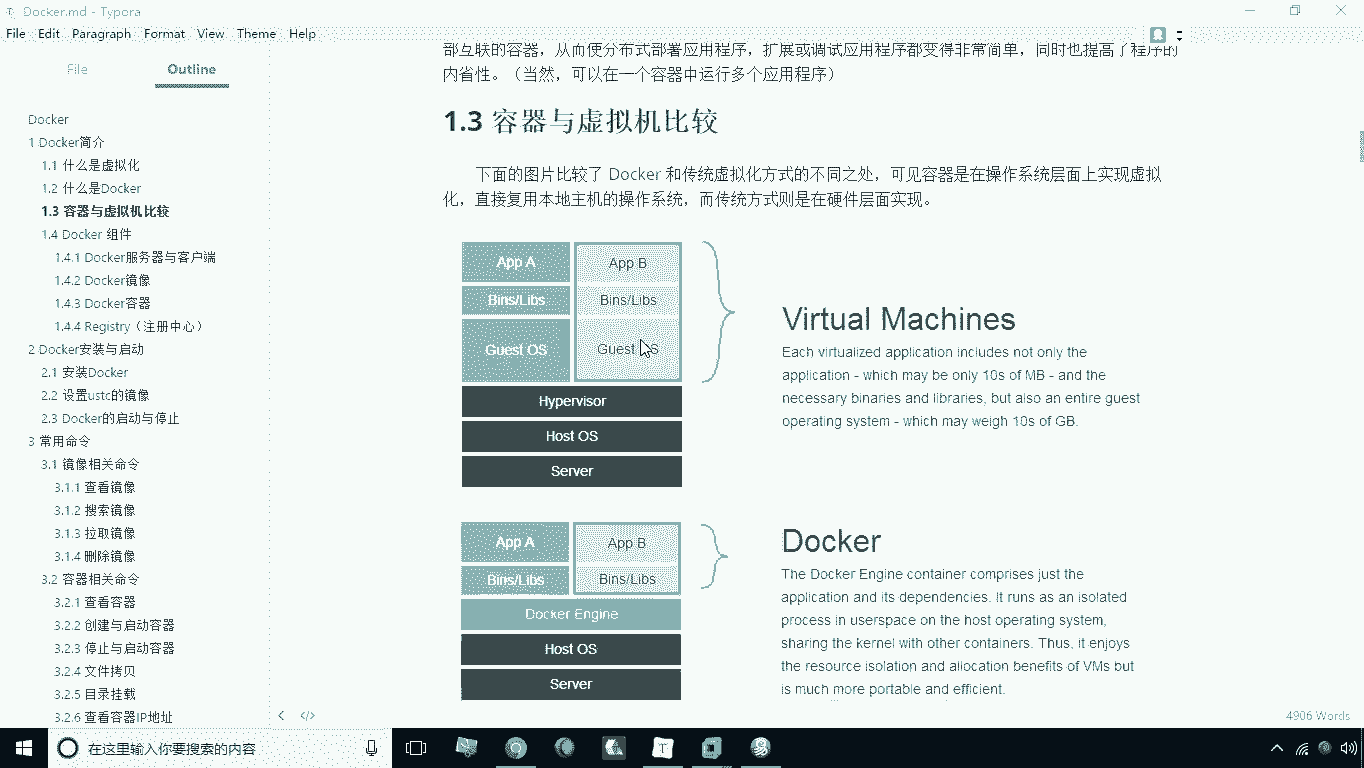 Docker.md - Typora
File Edit Paragraph Format View Theme Help
File
Outline
Docker
1 Docker简介
1.1 什么是虚拟化
1.2 什么是Docker
1.3 容器与虚拟机比较
1.4 Docker 组件
1.4.1 Docker服务器与客户端
1.4.2 Docker镜像
1.4.3 Docker容器
1.4.4 Registry（注册中心）
2 Docker安装与启动
2.1 安装Docker
2.2 设置ustc的镜像
2.3 Docker的启动与停止
3 常用命令
3.1 镜像相关命令
3.1.1 查看镜像
3.1.2 搜索镜像
3.1.3 拉取镜像
3.1.4 删除镜像
3.2 容器相关命令
3.2.1 查看容器
3.2.2 创建与启动容器
3.2.3 停止与启动容器
3.2.4 文件拷贝
3.2.5 目录挂载
3.2.6 查看容器IP地址
部互联的容器，从而使分布式部署应用程序，扩展或调试应用程序都变得非常简单，同时也提高了程序的
内省性。（当然，可以在一个容器中运行多个应用程序）
1.3 容器与虚拟机比较
下面的图片比较了 Docker 和传统虚拟化方式的不同之处，可见容器是在操作系统层面上实现虚拟
化，直接复用本地主机的操作系统，而传统方式则是在硬件层面实现。
App A
App B
Bins/Libs
Bins/Libs
Guest OS
Guest OS
Hypervisor
Host OS
Server
Virtual Machines
Each virtualized application includes not only the
application - which may be only 10s of MB - and the
necessary binaries and libraries, but also an entire guest
operating system - which may weigh 10s of GB.
App A
App B
Bins/Libs
Bins/Libs
Docker Engine
Host OS
Server
Docker
The Docker Engine container comprises just the
application and its dependencies. It runs as an isolated
process in userspace on the host operating system,
sharing the kernel with other containers. Thus, it enjoys
the resource isolation and allocation benefits of VMs but
is much more portable and efficient.
4906 Words
在这里输入你要搜索的内容